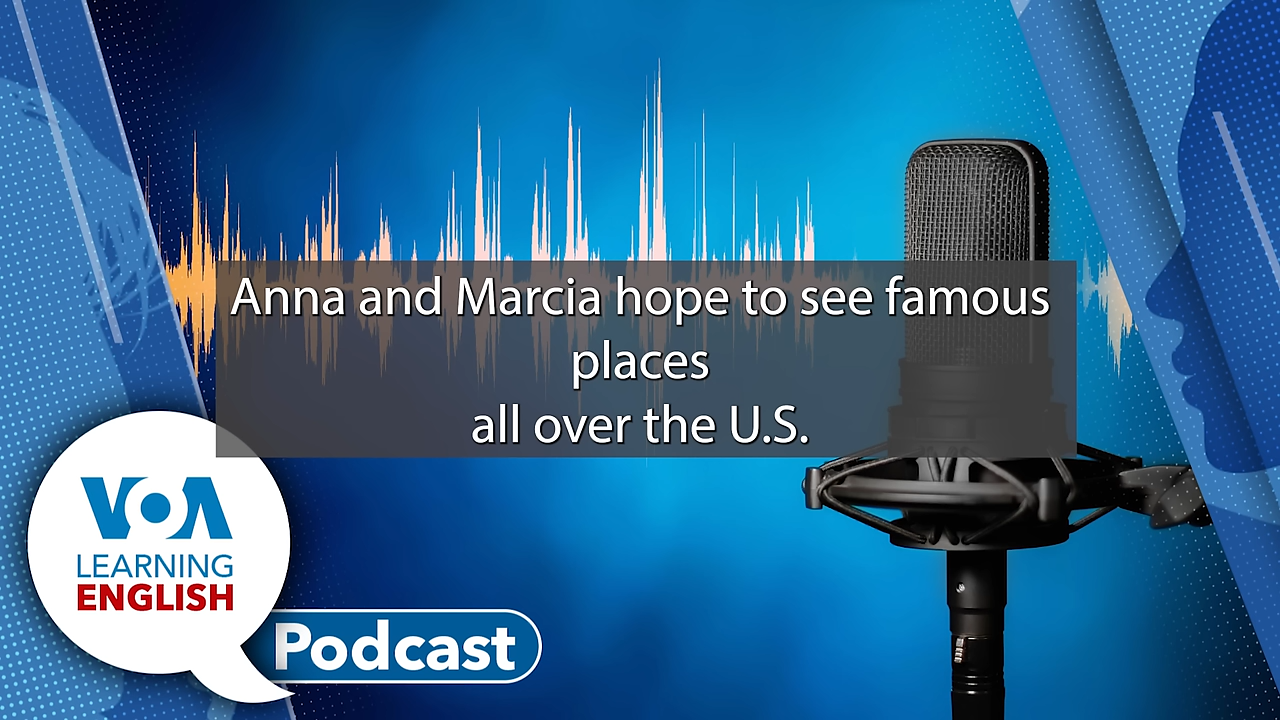 Anna and Marcia hope to see famous
places
all over the U.S.
VOA
LEARNING
ENGLISH
Podcast